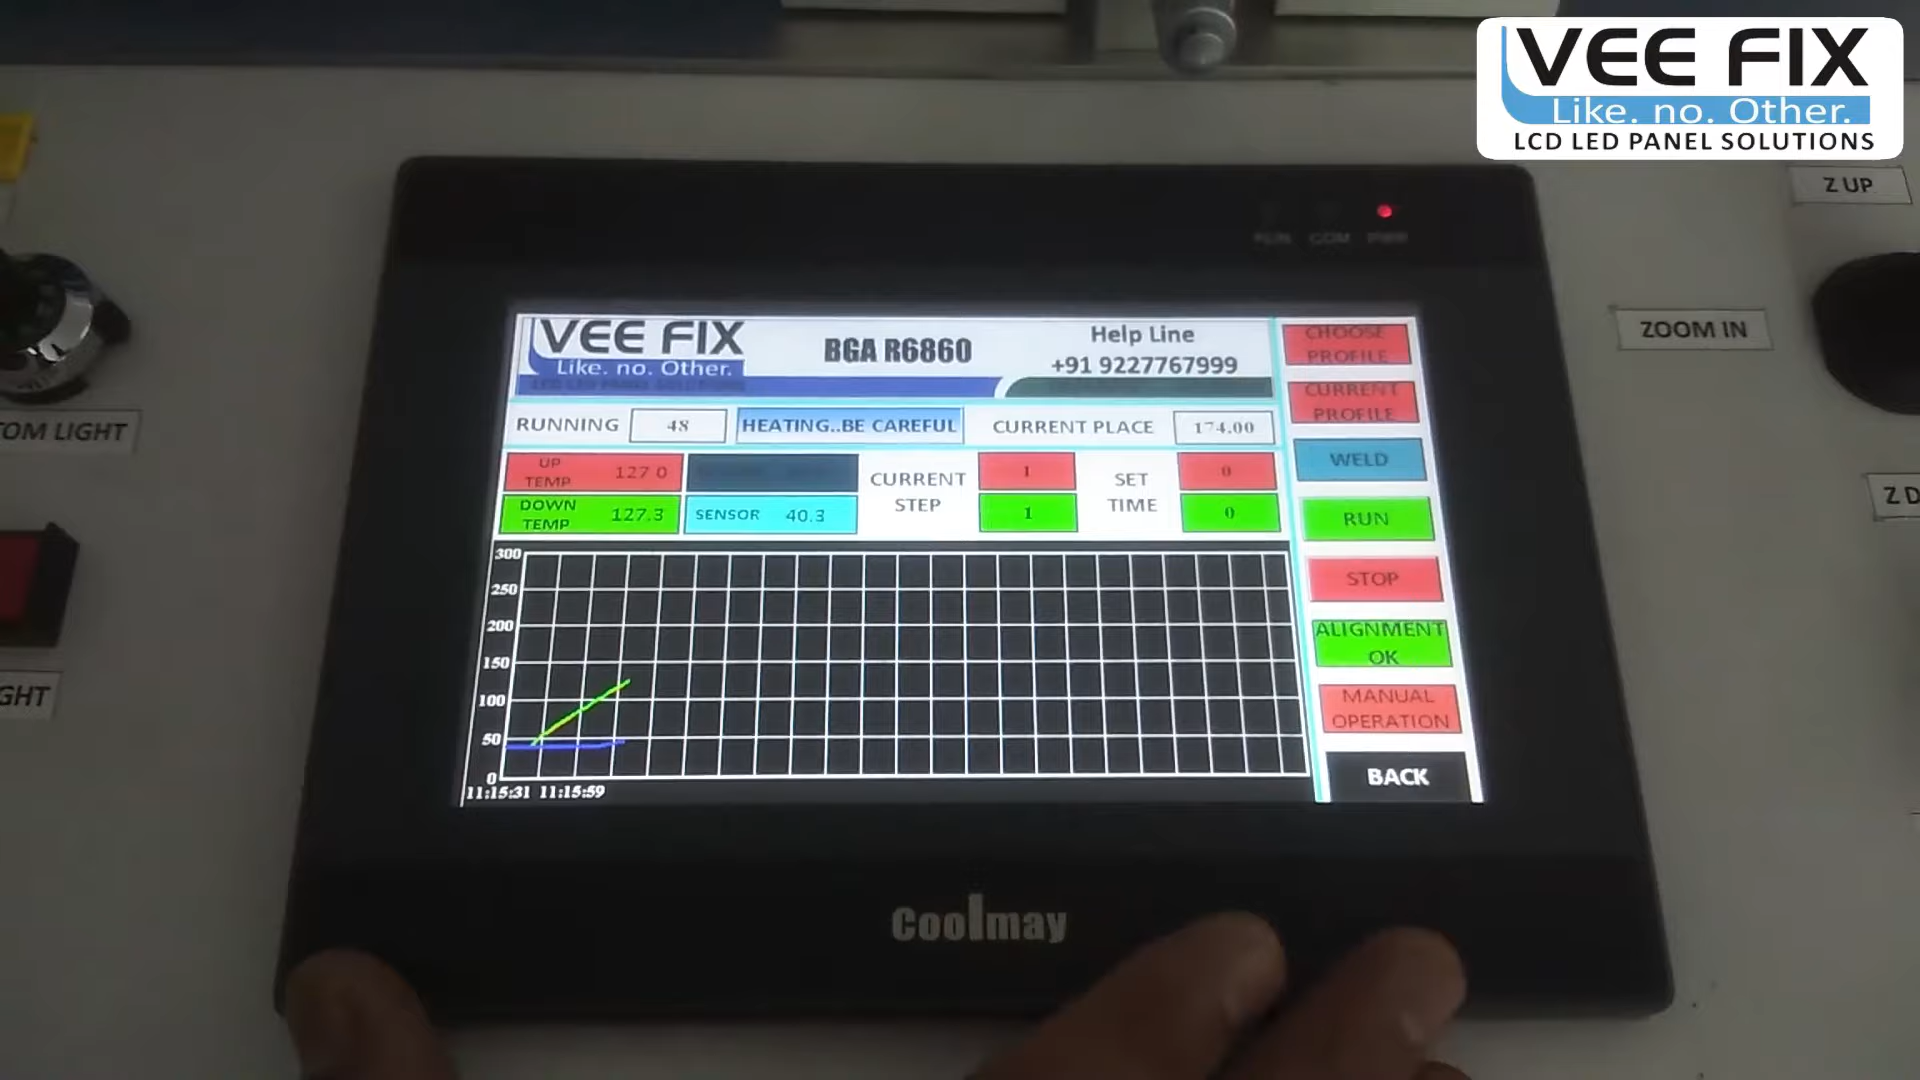 VEE FIX
Like. no. Other.
LCD LED PANEL SOLUTIONS
Z UP
RUN COM PWR
ZOOM IN
TOM LIGHT
Z D
GHT
VEE FIX
Like. no. Other.
LCD LED PANEL SOLUTIONS
BGA R6860
Help Line
+91 9227767999
CHOOSE
PROFILE
CURRENT
PROFILE
RUNNING 48 HEATING..BE CAREFUL CURRENT PLACE 174.00
WELD
UP
TEMP 127 0
CURRENT
STEP
1
SET
TIME
0
DOWN
TEMP 127.3
SENSOR 40.3
1
0
RUN
STOP
ALIGNMENT
OK
MANUAL
OPERATION
BACK
300
250
200
150
100
50
0
11:15:31 11:15:59
Coolmay